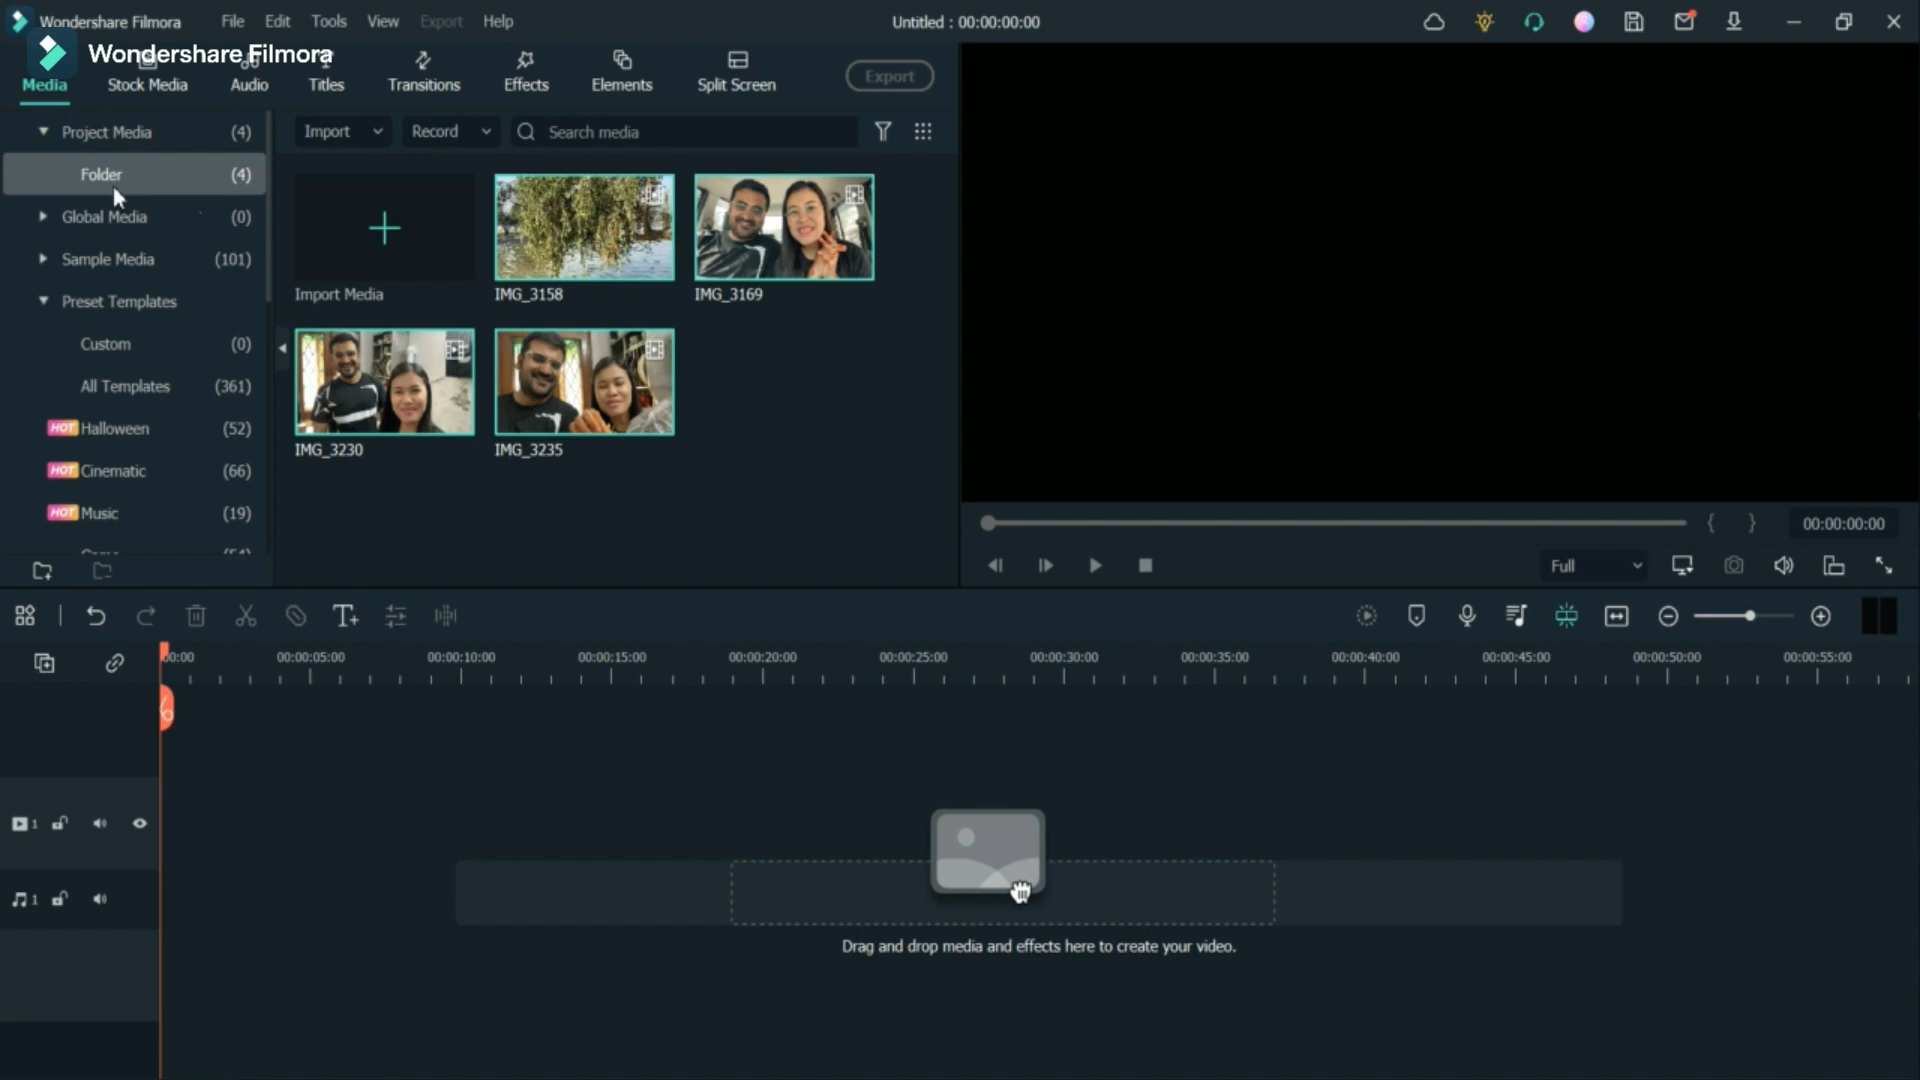 Wondershare Filmora File Edit Tools View Export Help Untitled : 00:00:00:00
Wondershare Filmora
Media Stock Media Audio Titles Transitions Effects Elements Split Screen Export
Project Media (4) Import Record Search media
Folder (4)
Global Media (0)
Sample Media (101)
Import Media IMG_3158 IMG_3169
Preset Templates
Custom (0)
All Templates (361)
HOT Halloween (52)
IMG_3230 IMG_3235
HOT Cinematic (66)
HOT Music (19)
{ } 00:00:00:00
Full
00:00 00:00:05:00 00:00:10:00 00:00:15:00 00:00:20:00 00:00:25:00 00:00:30:00 00:00:35:00 00:00:40:00 00:00:45:00 00:00:50:00 00:00:55:00
1
1
Drag and drop media and effects here to create your video.